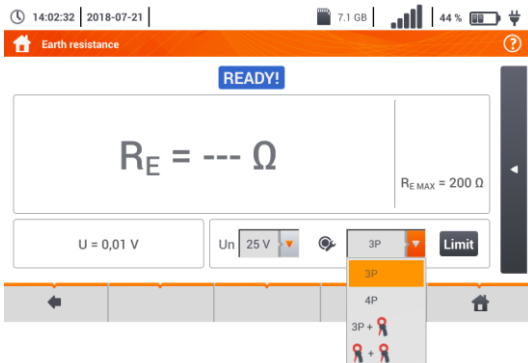 14:02:32 2018-07-21 7.1 GB 44 %
Earth resistance ?
READY!
RE = --- Ω
RE MAX = 200 Ω
U = 0,01 V
Un 25 V 3P Limit
3P
4P
3P +
+